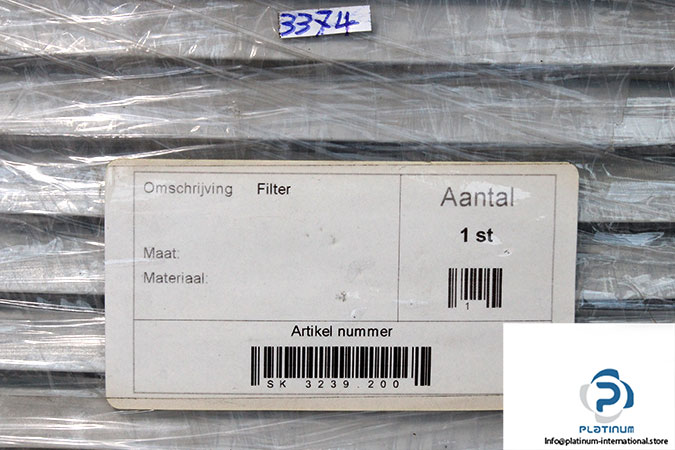 3374
Omschrijving Filter
Aantal
1 st
Maat:
Materiaal:
1
Artikel nummer
SK 3239.200
PLATINUM
Info@platinum-international.store